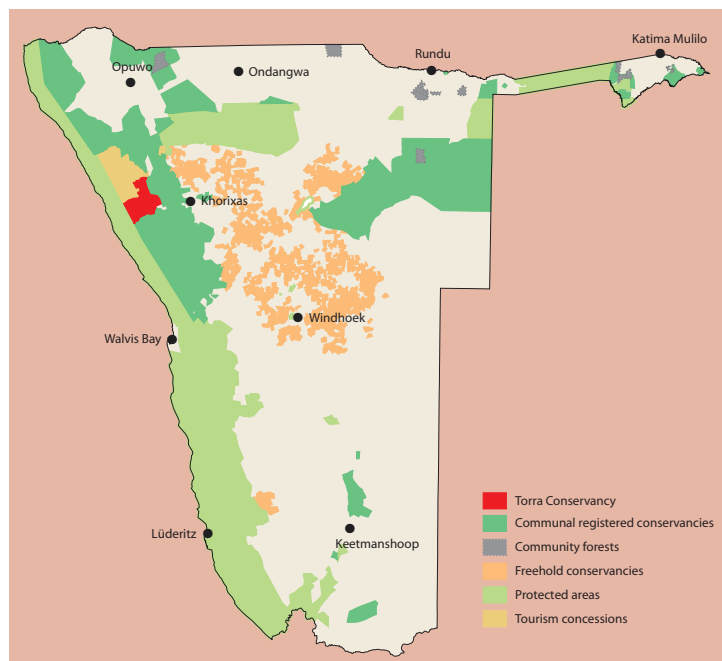 Katima Mulilo
Rundu
Opuwo
Ondangwa
Khorixas
Windhoek
Walvis Bay
Lüderitz
Keetmanshoop
Torra Conservancy
Communal registered conservancies
Community forests
Freehold conservancies
Protected areas
Tourism concessions